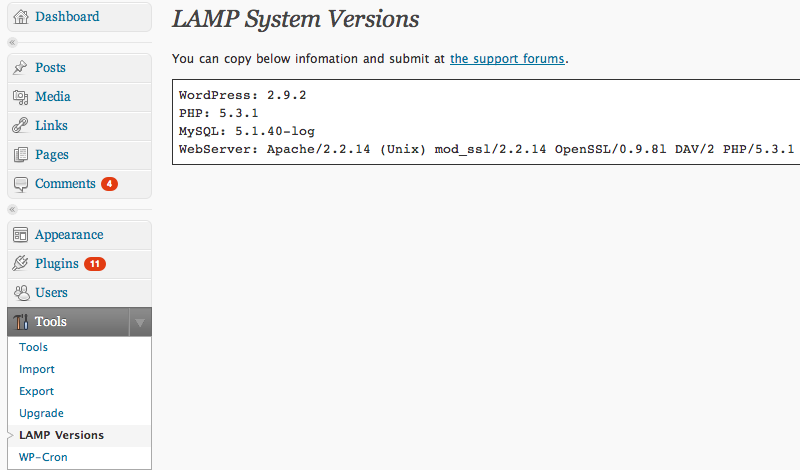 Dashboard
Posts
Media
Links
Pages
Comments 4
Appearance
Plugins 11
Users
Tools
Tools
Import
Export
Upgrade
LAMP Versions
WP-Cron
LAMP System Versions
You can copy below infomation and submit at the support forums.
WordPress: 2.9.2
PHP: 5.3.1
MySQL: 5.1.40-log
WebServer: Apache/2.2.14 (Unix) mod_ssl/2.2.14 OpenSSL/0.9.8l DAV/2 PHP/5.3.1